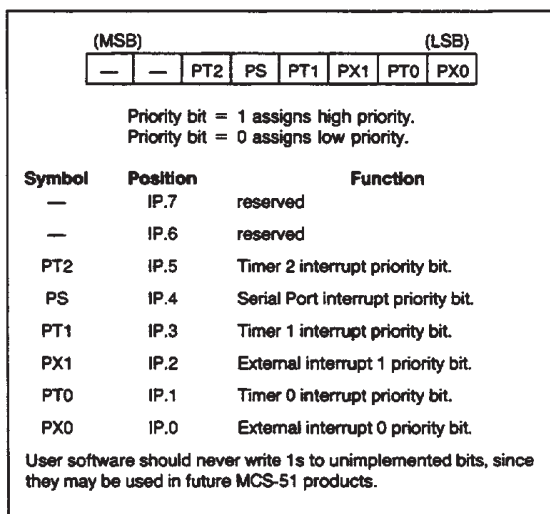 (MSB) (LSB)
— — PT2 PS PT1 PX1 PT0 PX0
Priority bit = 1 assigns high priority.
Priority bit = 0 assigns low priority.
Symbol Position Function
— IP.7 reserved
— IP.6 reserved
PT2 IP.5 Timer 2 interrupt priority bit.
PS IP.4 Serial Port interrupt priority bit.
PT1 IP.3 Timer 1 interrupt priority bit.
PX1 IP.2 External interrupt 1 priority bit.
PT0 IP.1 Timer 0 interrupt priority bit.
PX0 IP.0 External interrupt 0 priority bit.
User software should never write 1s to unimplemented bits, since
they may be used in future MCS-51 products.